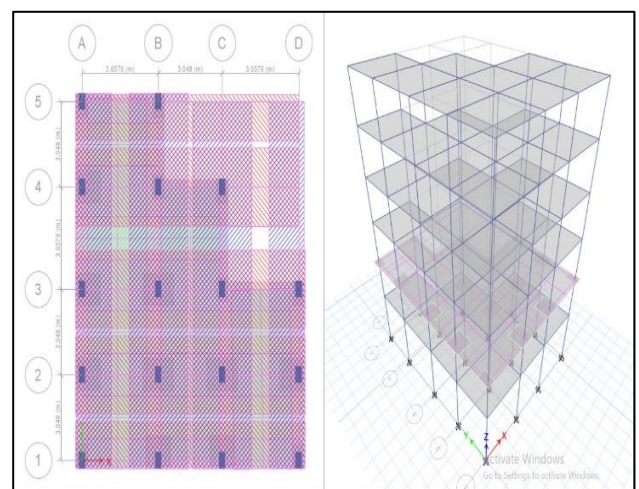 A B C D
3.6576 (m) 3.048 (m) 3.6576 (m)
5
3.048 (m)
4
3.6576 (m)
3
3.048 (m)
2
3.048 (m)
1
X
Z
Y X
Activate Windows
Go to Settings to activate Windows.